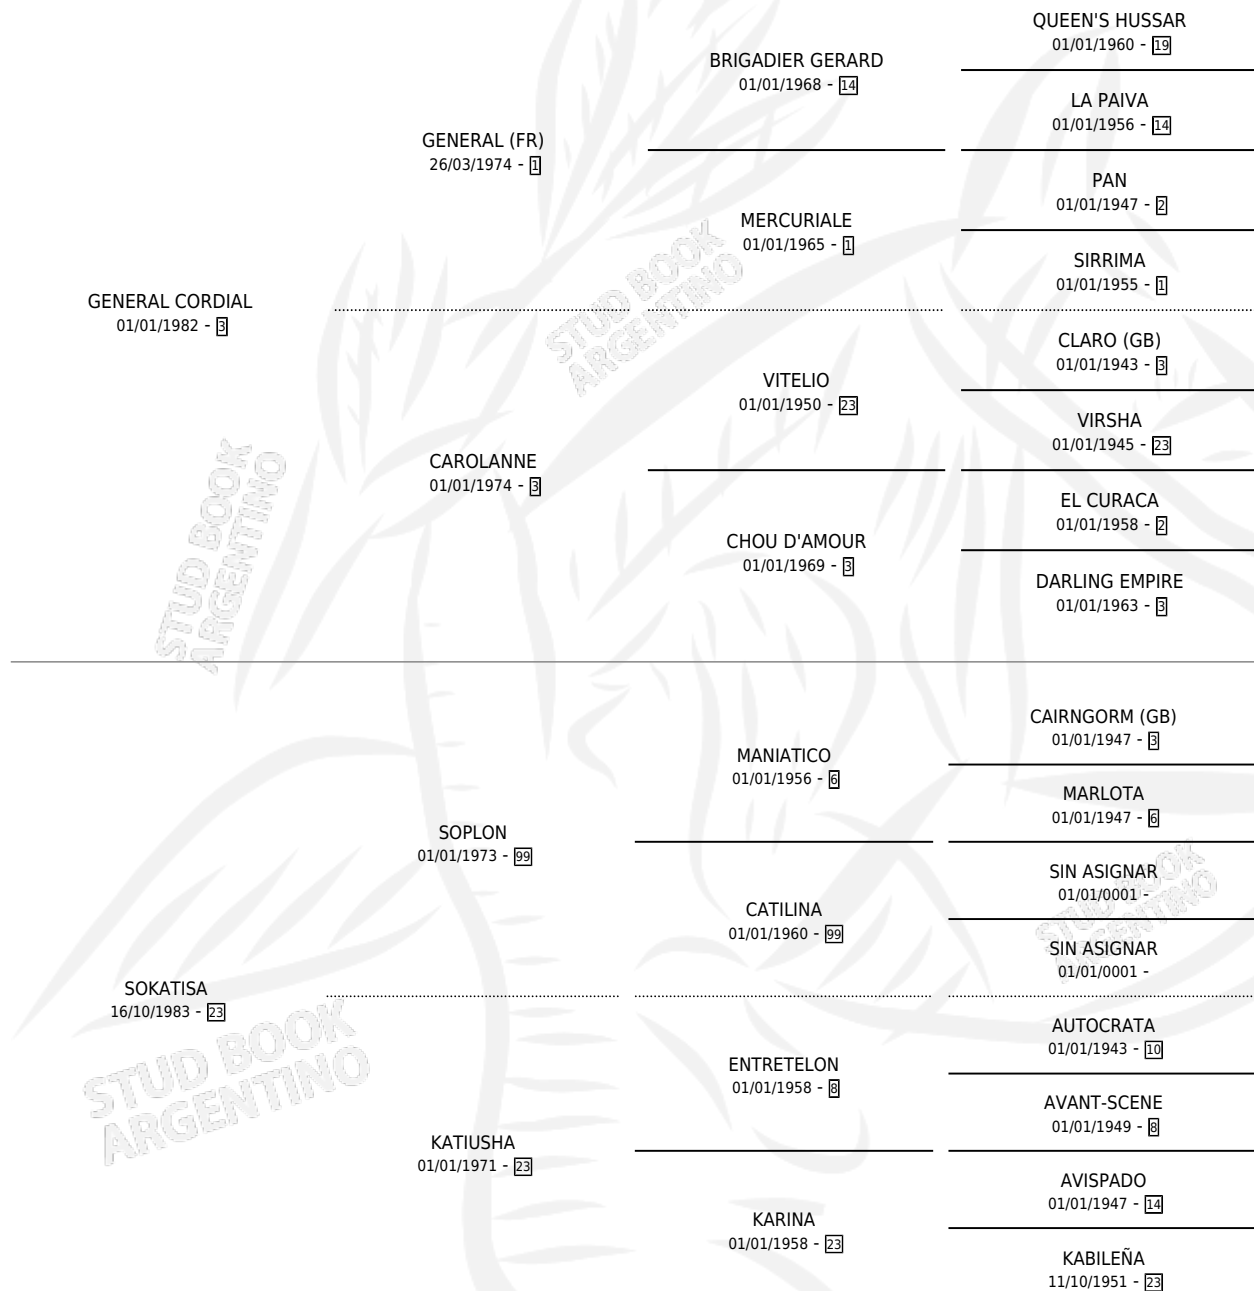 QUEEN'S HUSSAR
01/01/1960 - 19
BRIGADIER GERARD
01/01/1968 - 14
LA PAIVA
01/01/1956 - 14
GENERAL (FR)
26/03/1974 - 1
PAN
01/01/1947 - 2
MERCURIALE
01/01/1965 - 1
SIRRIMA
01/01/1955 - 1
GENERAL CORDIAL
01/01/1982 - 3
CLARO (GB)
01/01/1943 - 3
VITELIO
01/01/1950 - 23
VIRSHA
01/01/1945 - 23
CAROLANNE
01/01/1974 - 3
EL CURACA
01/01/1958 - 2
CHOU D'AMOUR
01/01/1969 - 3
DARLING EMPIRE
01/01/1963 - 3
CAIRNGORM (GB)
01/01/1947 - 3
MANIATICO
01/01/1956 - 6
MARLOTA
01/01/1947 - 6
SOPLON
01/01/1973 - 99
SIN ASIGNAR
01/01/0001 -
CATILINA
01/01/1960 - 99
SIN ASIGNAR
01/01/0001 -
SOKATISA
16/10/1983 - 23
AUTOCRATA
01/01/1943 - 10
ENTRETELON
01/01/1958 - 8
AVANT-SCENE
01/01/1949 - 8
KATIUSHA
01/01/1971 - 23
AVISPADO
01/01/1947 - 14
KARINA
01/01/1958 - 23
KABILEÑA
11/10/1951 - 23
STUD BOOK
ARGENTINO
STUD BOOK
ARGENTINO
STUD BOOK
ARGENTINO
STUD BOOK
ARGENTINO